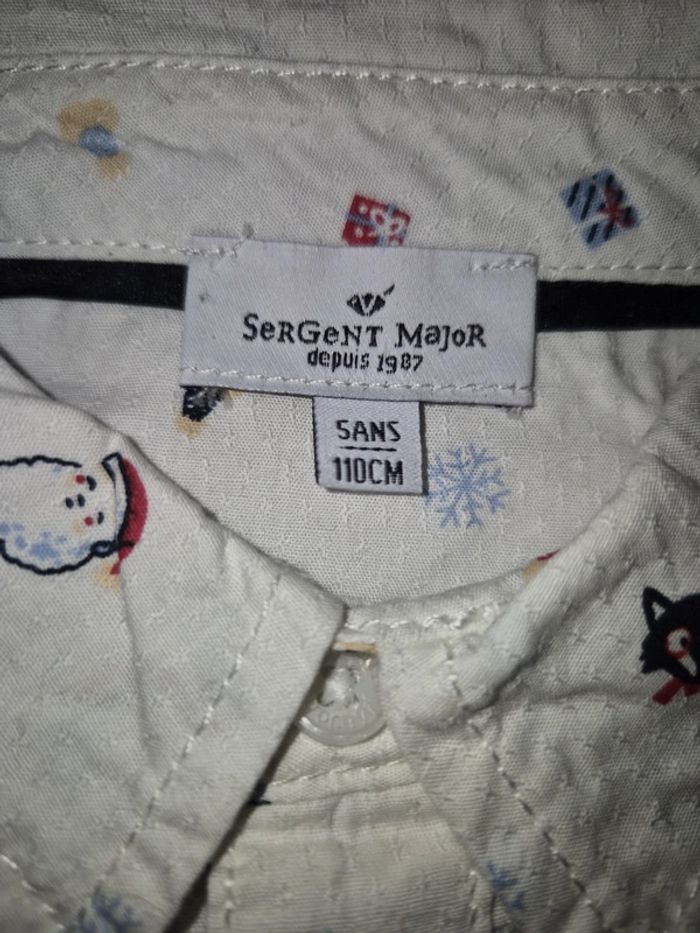 SeRGeNT MaJoR
depuis 1987
5ANS
110CM